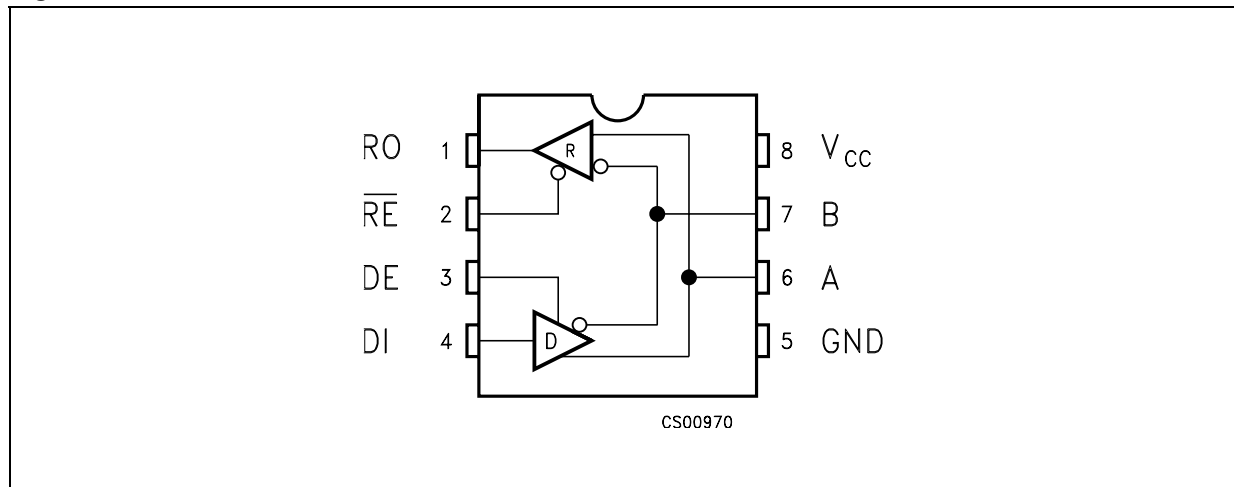 RO 1 R 8 VCC
RE 2 7 B
DE 3 6 A
DI 4 D 5 GND
CS00970